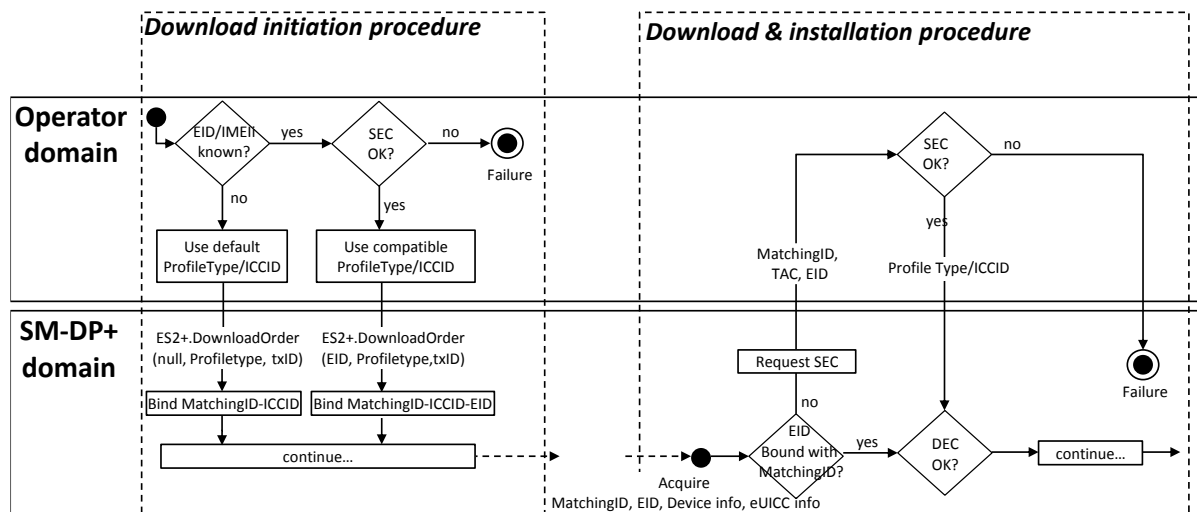 Download initiation procedure
Download & installation procedure
Operator
domain
EID/IMEIi
known?
yes
SEC
OK?
no
Failure
no
yes
Use default
ProfileType/ICCID
Use compatible
ProfileType/ICCID
SEC
OK?
no
yes
MatchingID,
TAC, EID
Profile Type/ICCID
SM-DP+
domain
ES2+.DownloadOrder
(null, Profiletype, txID)
ES2+.DownloadOrder
(EID, Profiletype,txID)
Bind MatchingID-ICCID
Bind MatchingID-ICCID-EID
continue…
Request SEC
no
Failure
EID
Bound with
MatchingID?
yes
DEC
OK?
continue…
Acquire
MatchingID, EID, Device info, eUICC info